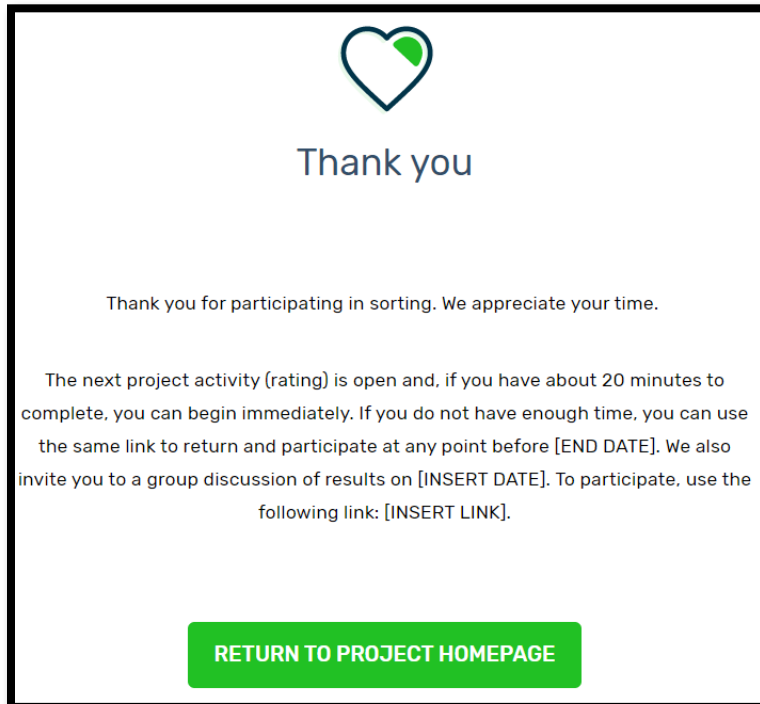 Thank you
Thank you for participating in sorting. We appreciate your time.
The next project activity (rating) is open and, if you have about 20 minutes to
complete, you can begin immediately. If you do not have enough time, you can use
the same link to return and participate at any point before [END DATE]. We also
invite you to a group discussion of results on [INSERT DATE]. To participate, use the
following link: [INSERT LINK].
RETURN TO PROJECT HOMEPAGE